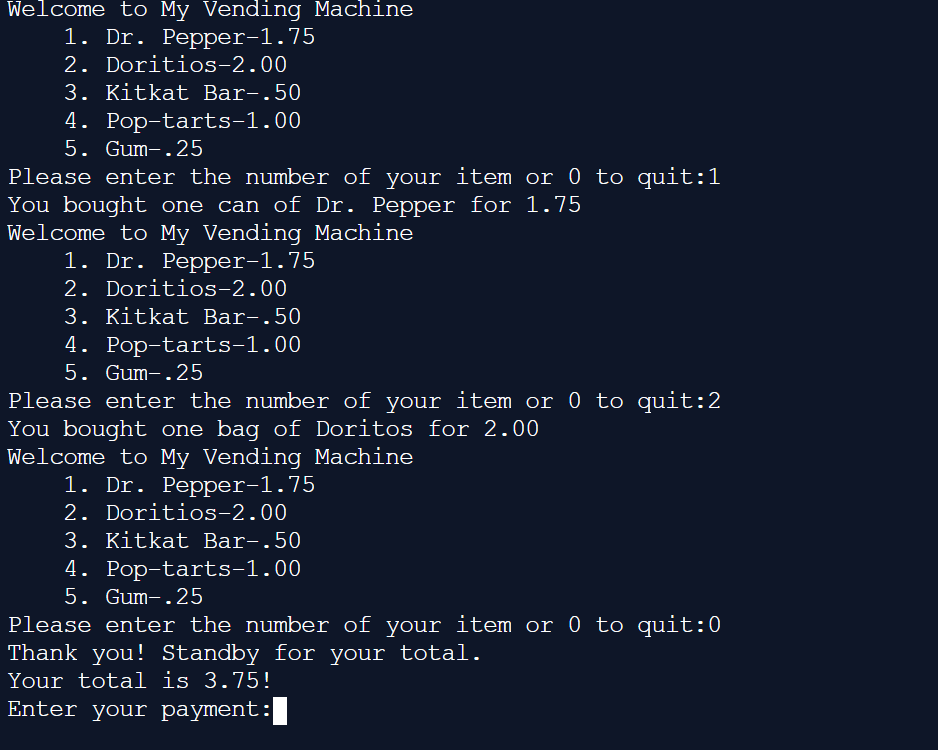 Welcome to My Vending Machine
1. Dr. Pepper-1.75
2. Doritios-2.00
3. Kitkat Bar-.50
4. Pop-tarts-1.00
5. Gum-.25
Please enter the number of your item or 0 to quit:1
You bought one can of Dr. Pepper for 1.75
Welcome to My Vending Machine
1. Dr. Pepper-1.75
2. Doritios-2.00
3. Kitkat Bar-.50
4. Pop-tarts-1.00
5. Gum-.25
Please enter the number of your item or 0 to quit:2
You bought one bag of Doritos for 2.00
Welcome to My Vending Machine
1. Dr. Pepper-1.75
2. Doritios-2.00
3. Kitkat Bar-.50
4. Pop-tarts-1.00
5. Gum-.25
Please enter the number of your item or 0 to quit:0
Thank you! Standby for your total.
Your total is 3.75!
Enter your payment: